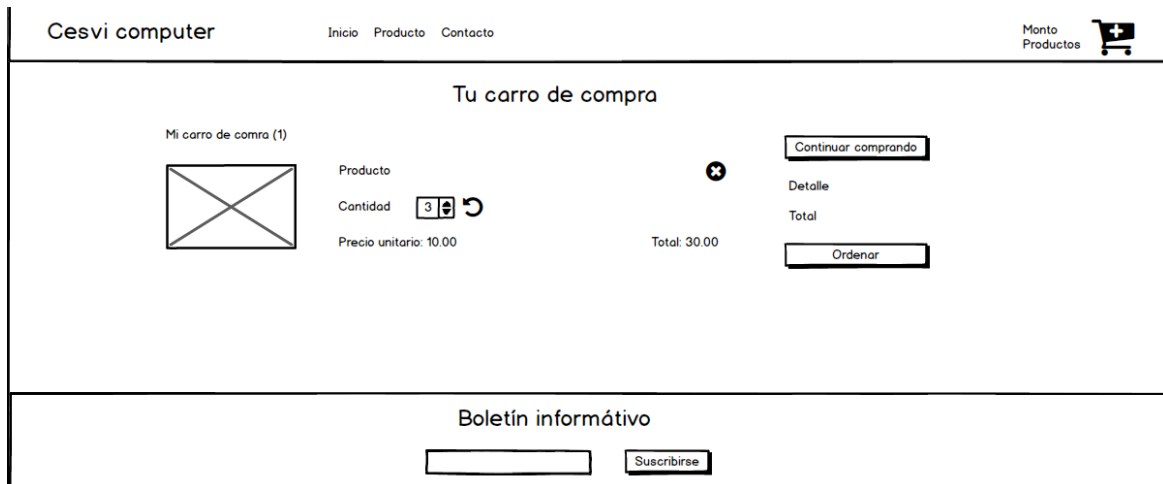 Cesvi computer
Inicio Producto Contacto
Monto
Productos
Tu carro de compra
Mi carro de comra (1)
Continuar comprando
Producto
Detalle
Cantidad 3
Total
Precio unitario: 10.00 Total: 30.00
Ordenar
Boletín informátivo
Suscribirse